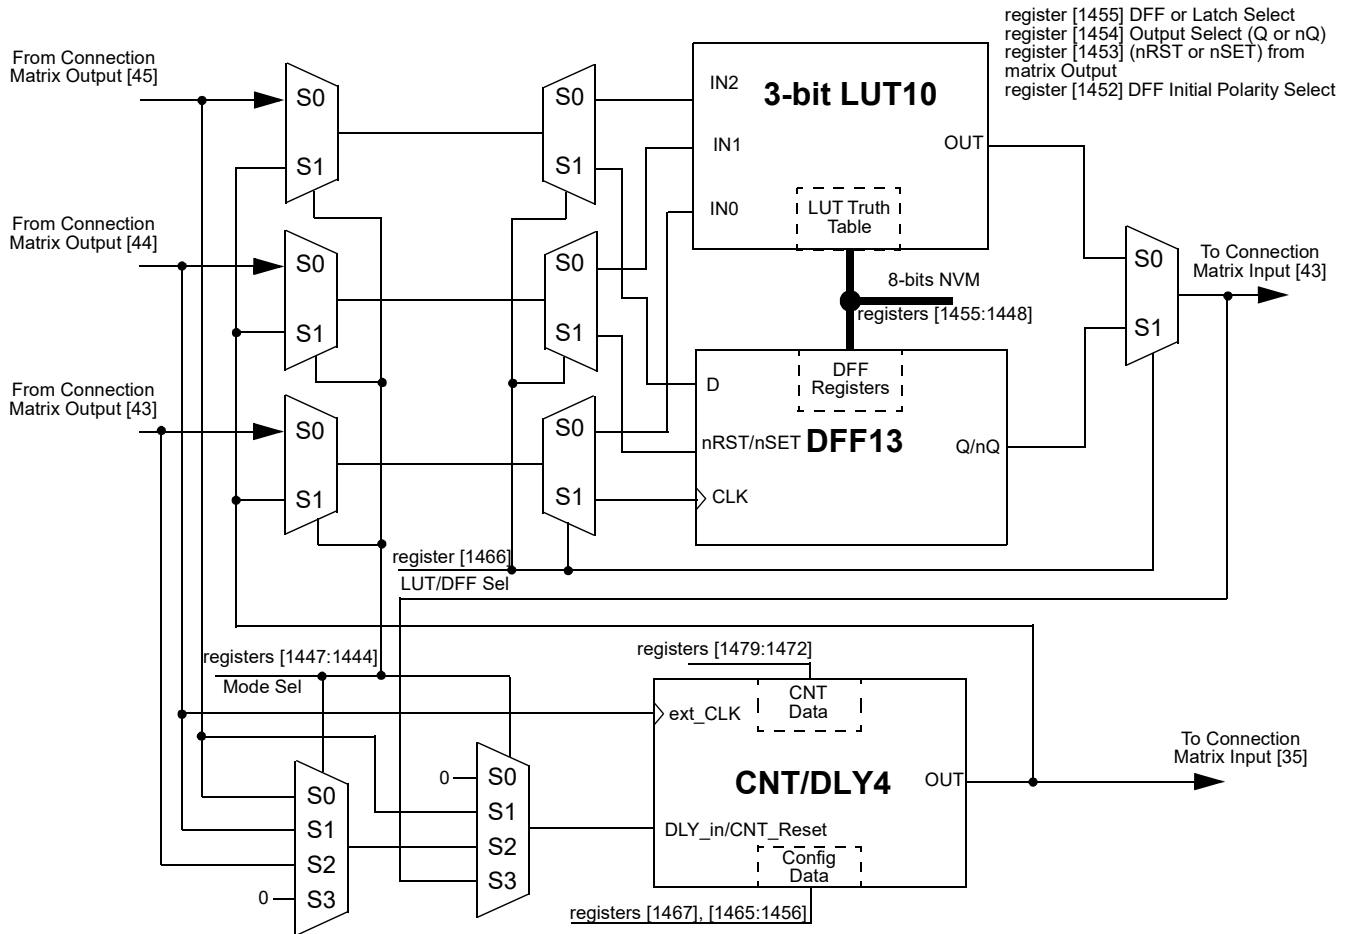 register [1455] DFF or Latch Select
register [1454] Output Select (Q or nQ)
register [1453] (nRST or nSET) from
matrix Output
register [1452] DFF Initial Polarity Select
From Connection
Matrix Output [45]
S0
S1
S0
S1
IN2
3-bit LUT10
IN1
OUT
IN0
LUT Truth
Table
From Connection
Matrix Output [44]
S0
S1
S0
S1
8-bits NVM
registers [1455:1448]
S0
S1
To Connection
Matrix Input [43]
From Connection
Matrix Output [43]
S0
S1
S0
S1
DFF
Registers
D
nRST/nSET
DFF13
Q/nQ
CLK
register [1466]
LUT/DFF Sel
registers [1447:1444]
Mode Sel
registers [1479:1472]
CNT
Data
ext_CLK
0
S0
S1
S2
S3
S0
S1
S2
S3
0
CNT/DLY4
OUT
To Connection
Matrix Input [35]
DLY_in/CNT_Reset
Config
Data
registers [1467], [1465:1456]